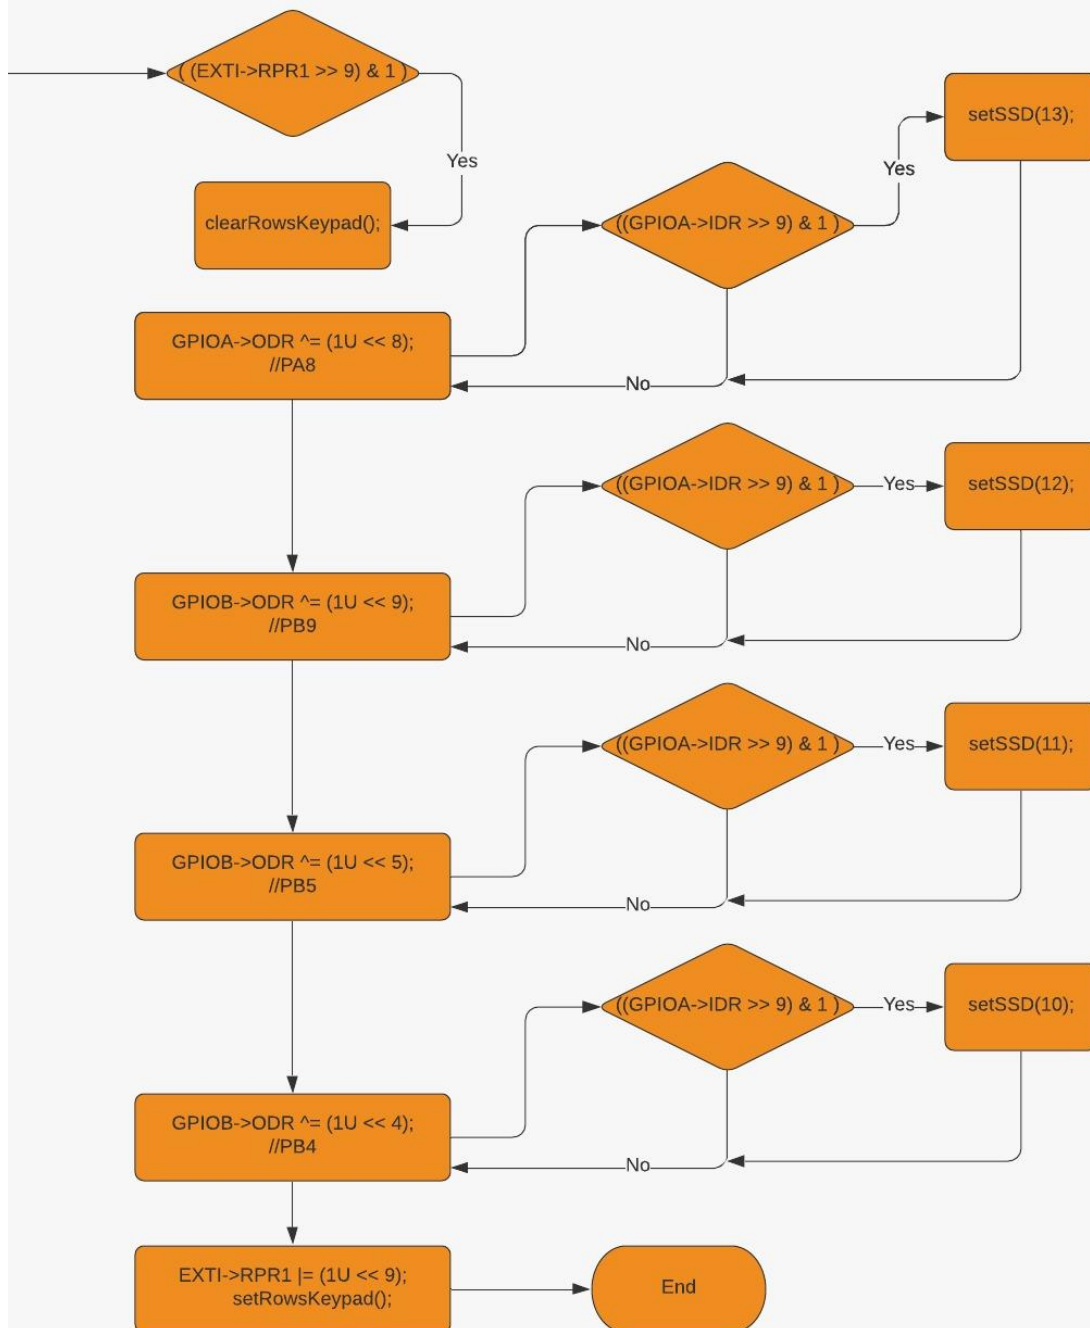 ( (EXTI->RPR1 >> 9) & 1 )
Yes
clearRowsKeypad();
GPIOA->ODR ^= (1U << 8);
//PA8
((GPIOA->IDR >> 9) & 1 )
Yes
setSSD(13);
No
GPIOB->ODR ^= (1U << 9);
//PB9
((GPIOA->IDR >> 9) & 1 )
Yes
setSSD(12);
No
GPIOB->ODR ^= (1U << 5);
//PB5
((GPIOA->IDR >> 9) & 1 )
Yes
setSSD(11);
No
GPIOB->ODR ^= (1U << 4);
//PB4
((GPIOA->IDR >> 9) & 1 )
Yes
setSSD(10);
No
EXTI->RPR1 |= (1U << 9);
setRowsKeypad();
End